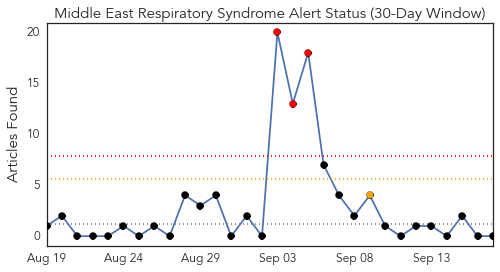 Middle East Respiratory Syndrome Alert Status (30-Day Window)
Articles Found
20
15
10
5
0
Aug 19
Aug 24
Aug 29
Sep 03
Sep 08
Sep 13